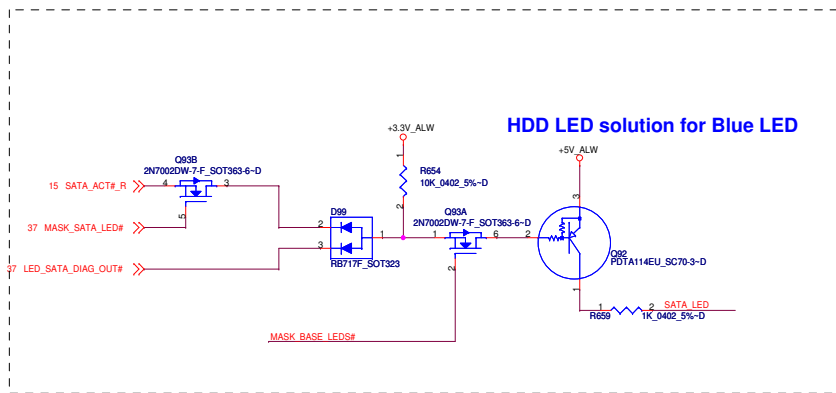 HDD LED solution for Blue LED
+3.3V_ALW
+5V_ALW
Q93B
2N7002DW-7-F_SOT363-6~D
R654
10K_0402_5%~D
1
2
15 SATA_ACT#_R
4
3
5
37 MASK_SATA_LED#
D99
2
3
1
RB717F_SOT323
37 LED_SATA_DIAG_OUT#
Q93A
2N7002DW-7-F_SOT363-6~D
1
6
2
MASK_BASE_LEDS#
3
2
Q92
PDTA114EU_SC70-3~D
1
1
2
SATA_LED
R659
1K_0402_5%~D